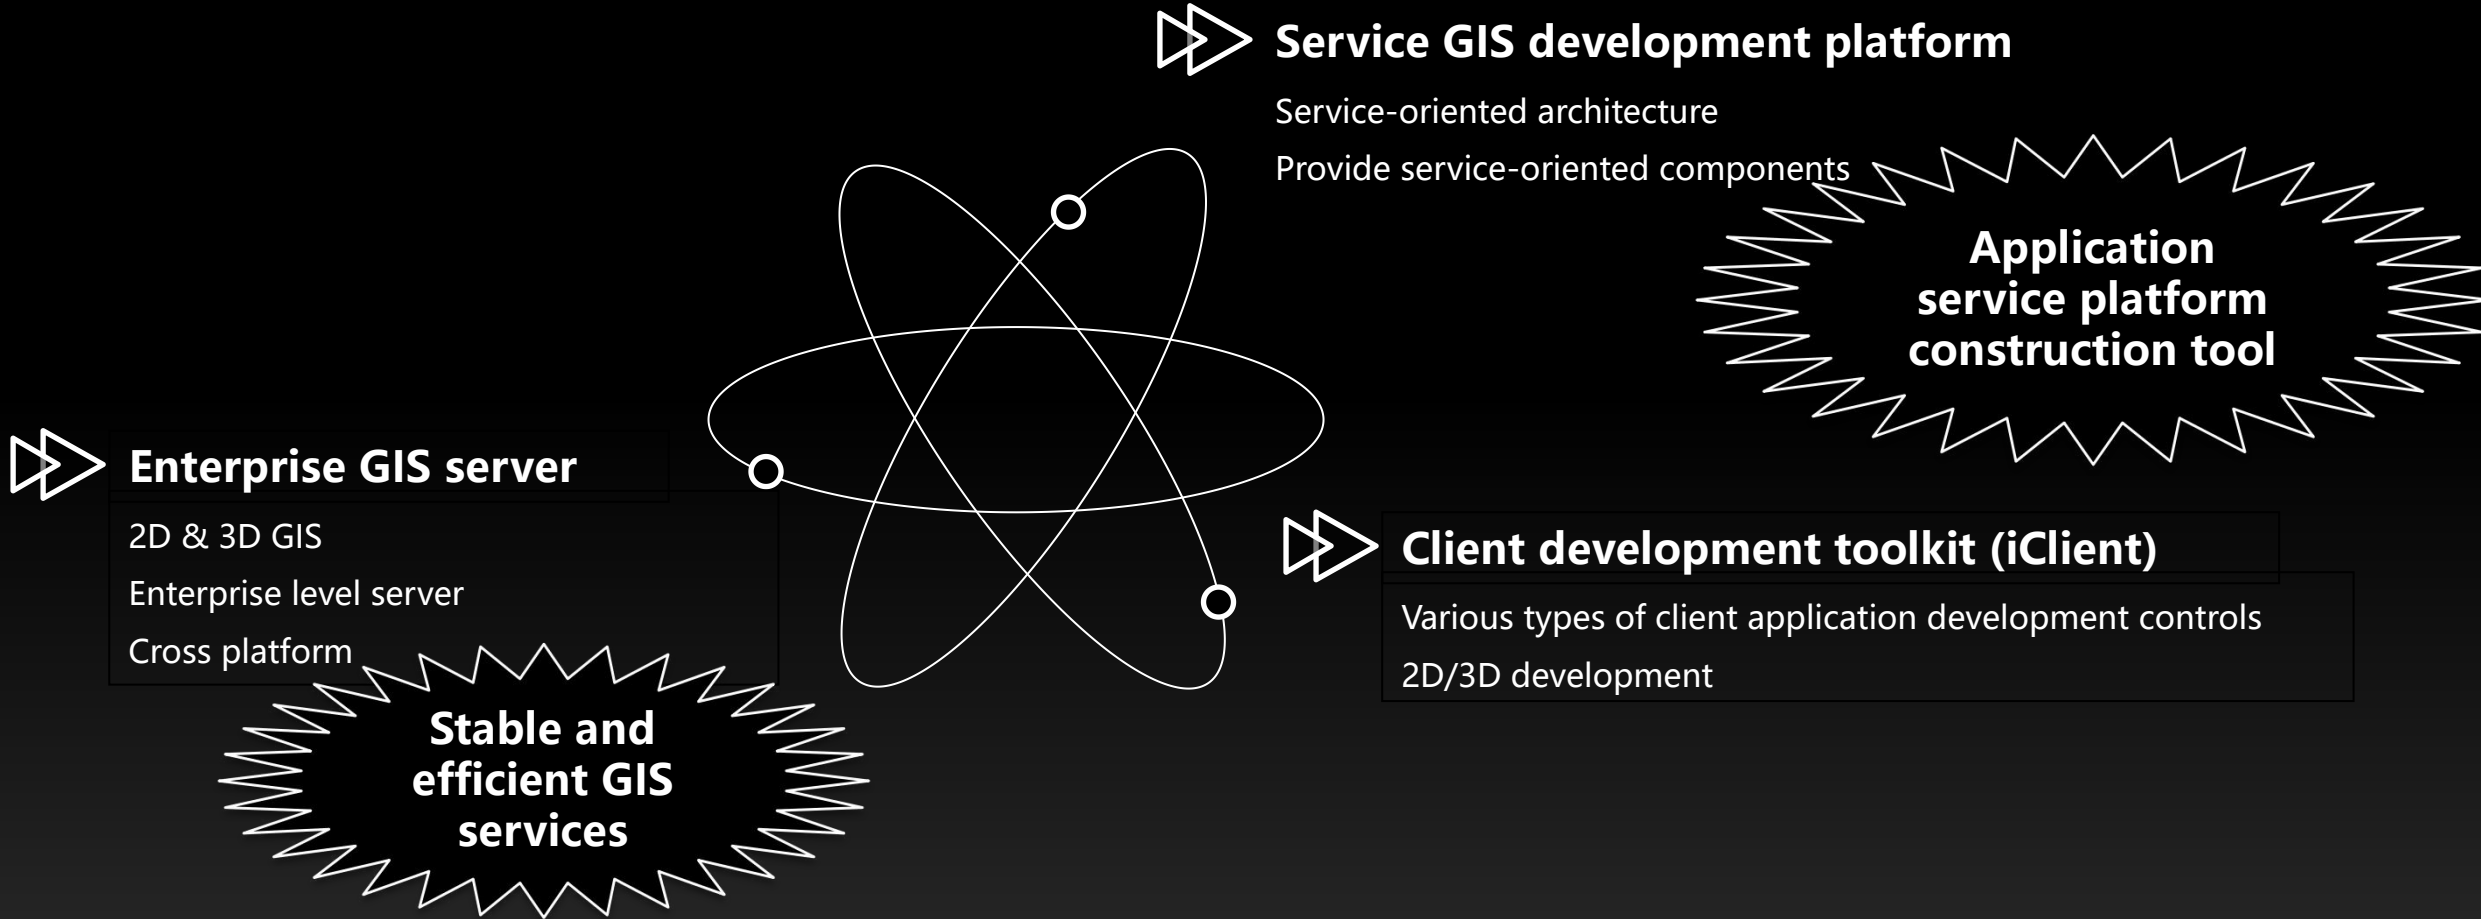 Service GIS development platform
Service-oriented architecture
Provide service-oriented components
Application
service platform
construction tool
Enterprise GIS server
2D & 3D GIS
Enterprise level server
Cross platform
Stable and
efficient GIS
services
Client development toolkit (iClient)
Various types of client application development controls
2D/3D development